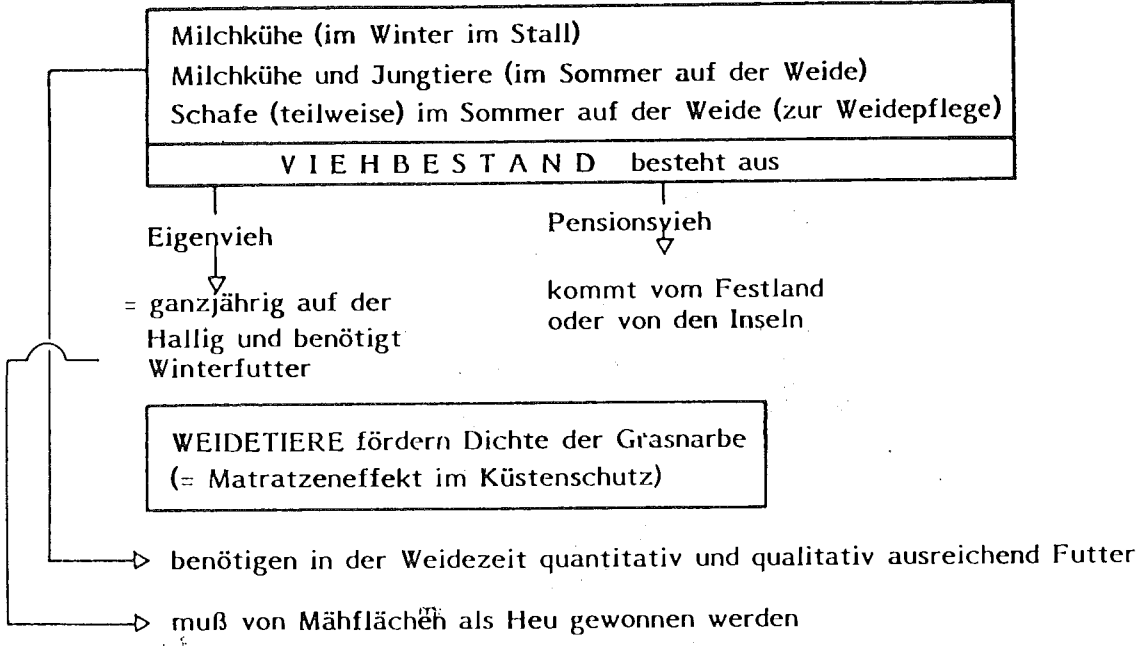 Milchkühe (im Winter im Stall)
Milchkühe und Jungtiere (im Sommer auf der Weide)
Schafe (teilweise) im Sommer auf der Weide (zur Weidepflege)
V I E H B E S T A N D besteht aus
Eigenvieh
= ganzjährig auf der
Hallig und benötigt
Winterfutter
Pensionsvieh
kommt vom Festland
oder von den Inseln
WEIDETIERE fördern Dichte der Grasnarbe
(= Matratzeneffekt im Küstenschutz)
benötigen in der Weidezeit quantitativ und qualitativ ausreichend Futter
muß von Mähflächen als Heu gewonnen werden